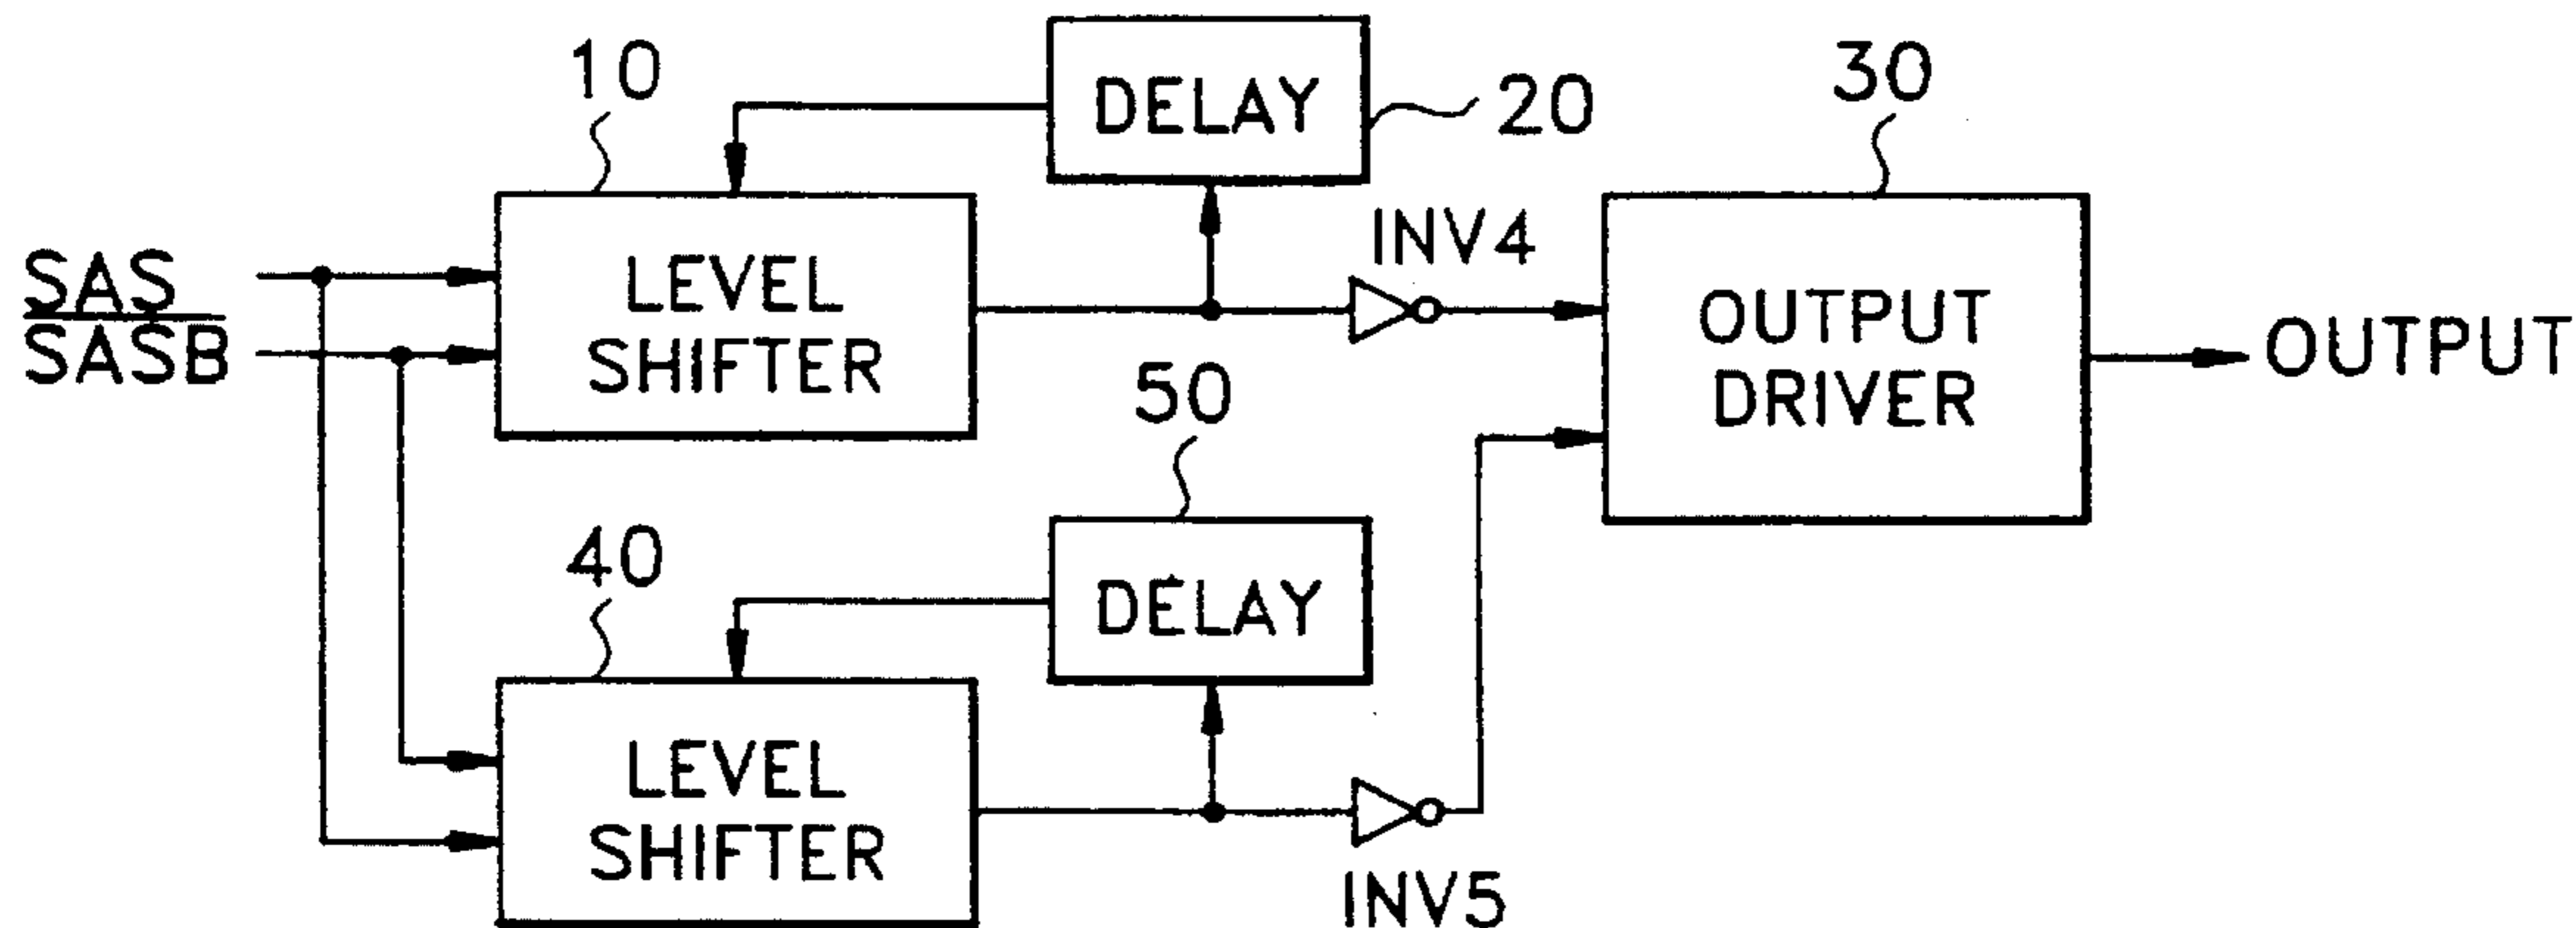 10
DELAY
20
30
INV4
SAS
SASB
LEVEL
SHIFTER
OUTPUT
DRIVER
OUTPUT
50
40
DELAY
LEVEL
SHIFTER
INV5